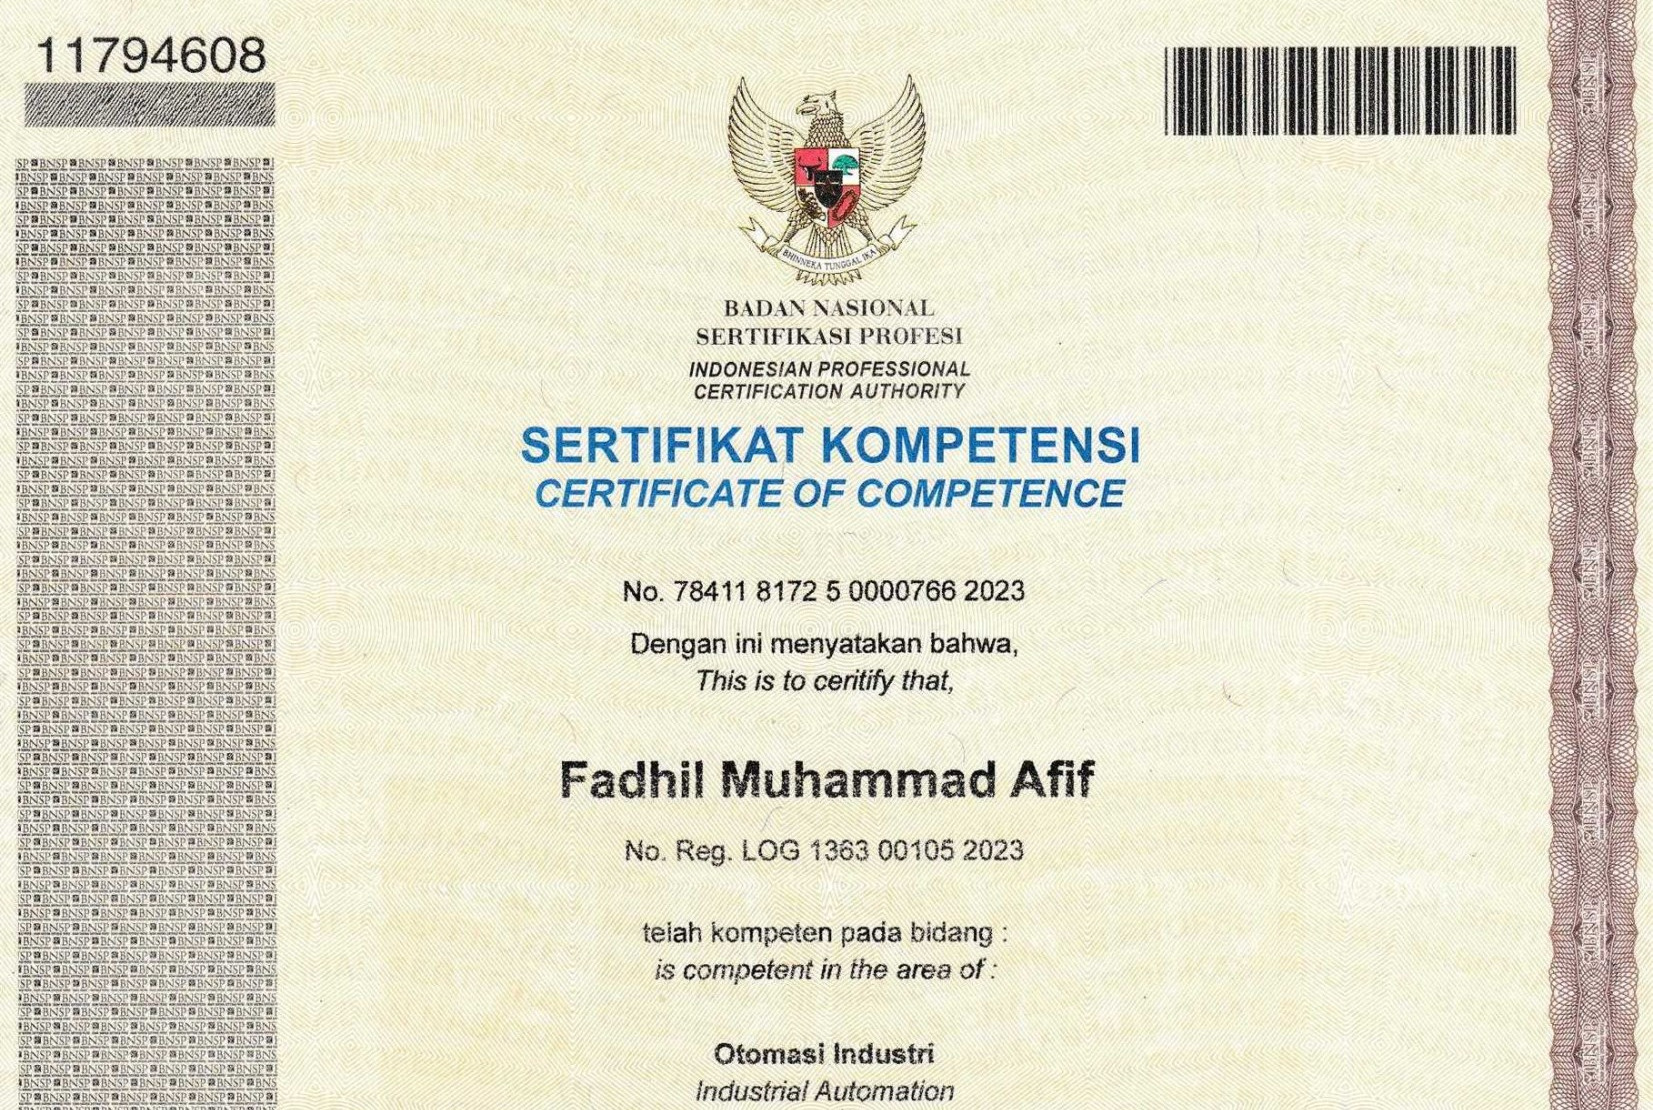 11794608
BHINNEKA TUNGGAL IKA
BADAN NASIONAL
SERTIFIKASI PROFESI
INDONESIAN PROFESSIONAL
CERTIFICATION AUTHORITY
SERTIFIKAT KOMPETENSI
CERTIFICATE OF COMPETENCE
No. 78411 8172 5 0000766 2023
Dengan ini menyatakan bahwa,
This is to ceritify that,
Fadhil Muhammad Afif
No. Reg. LOG 1363 00105 2023
telah kompeten pada bidang :
is competent in the area of :
Otomasi Industri
Industrial Automation